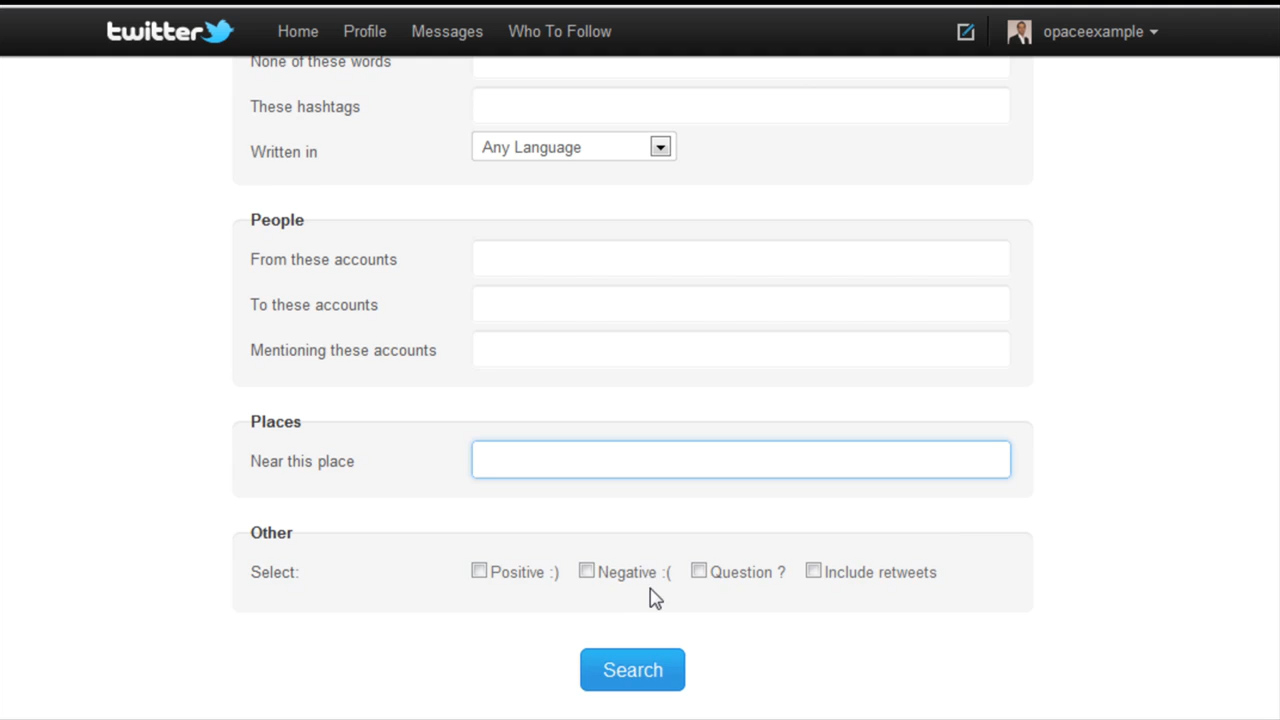 twitter Home Profile Messages Who To Follow opaceexample
None of these words
These hashtags
Written in Any Language
People
From these accounts
To these accounts
Mentioning these accounts
Places
Near this place
Other
Select: Positive :) Negative :( Question ? Include retweets
Search